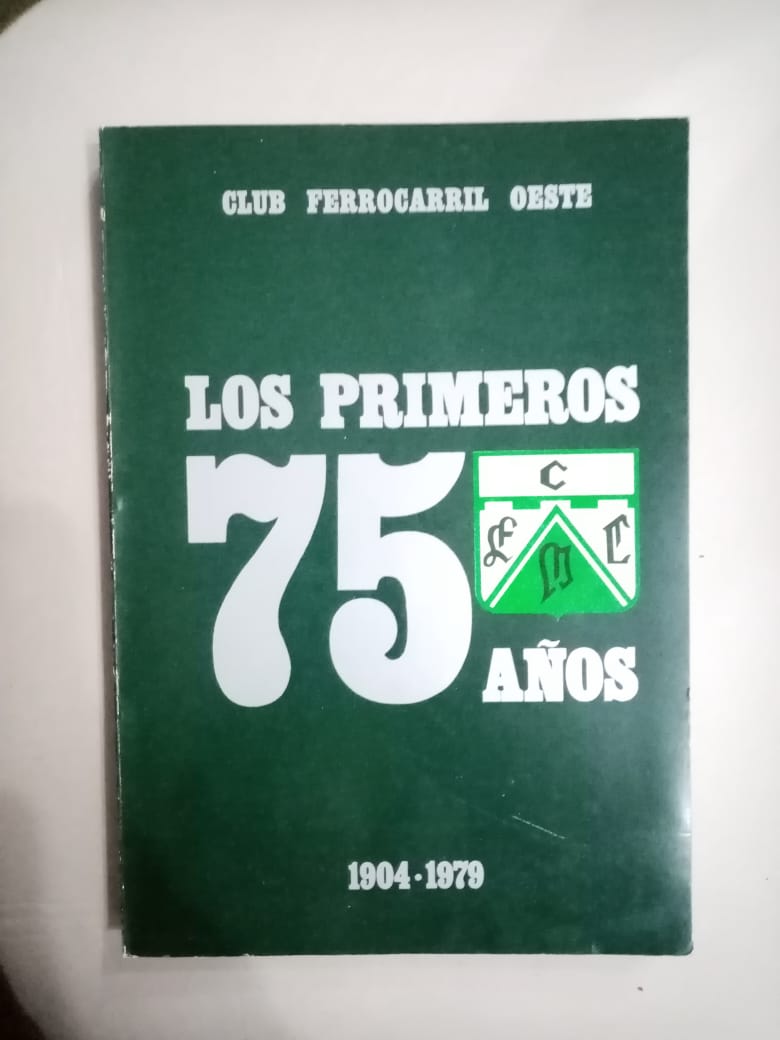 CLUB FERROCARRIL OESTE
LOS PRIMEROS
75
C
F C
AÑOS
1904·1979